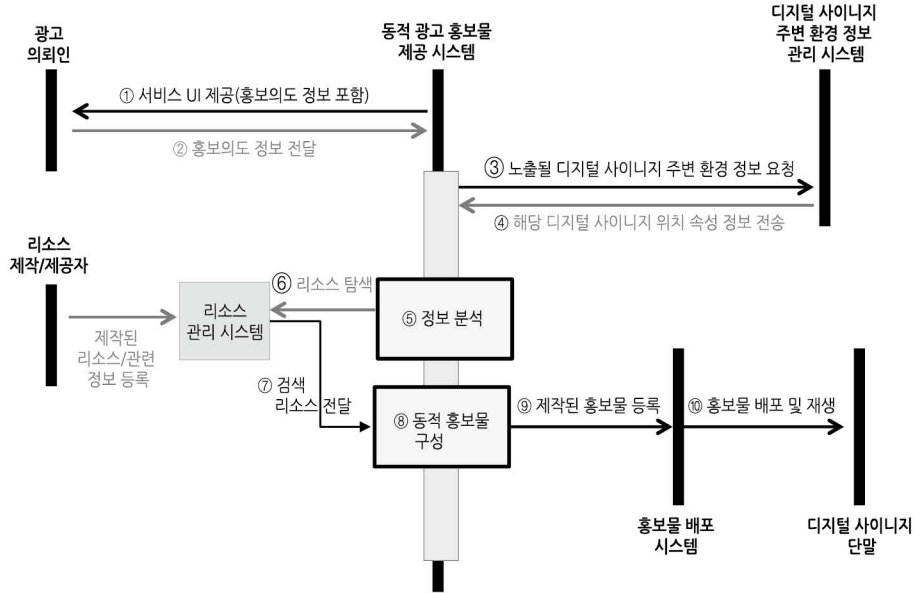 광고
의뢰인
동적 광고 홍보물
제공 시스템
디지털 사이니지
주변 환경 정보
관리 시스템
① 서비스 UI 제공(홍보의도 정보 포함)
② 홍보의도 정보 전달
③ 노출될 디지털 사이니지 주변 환경 정보 요청
④ 해당 디지털 사이니지 위치 속성 정보 전송
리소스
제작/제공자
제작된
리소스/관련
정보 등록
리소스
관리 시스템
⑥ 리소스 탐색
⑤ 정보 분석
⑦ 검색
리소스 전달
⑧ 동적 홍보물
구성
⑨ 제작된 홍보물 등록
⑩ 홍보물 배포 및 재생
홍보물 배포
시스템
디지털 사이니지
단말